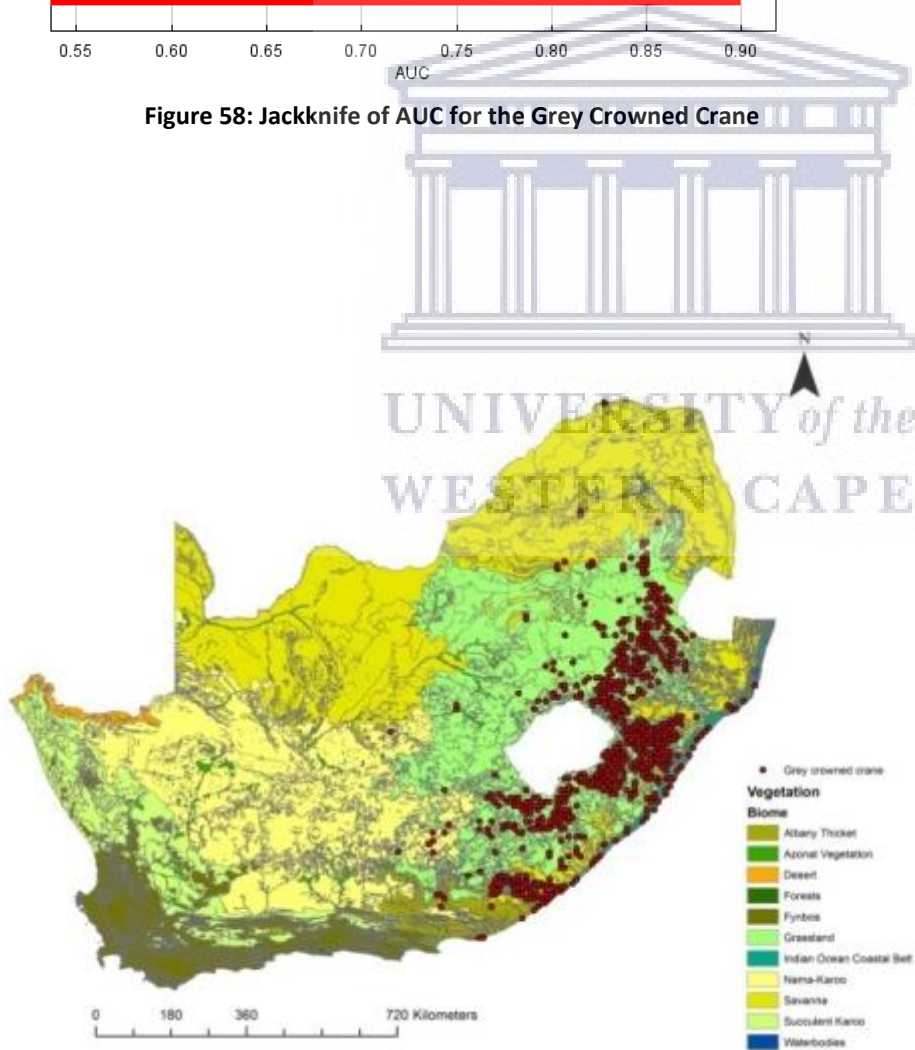 0.55 0.60 0.65 0.70 0.75 0.80 0.85 0.90
AUC
Figure 58: Jackknife of AUC for the Grey Crowned Crane
N
UNIVERSITY of the
WESTERN CAPE
Grey crowned crane
Vegetation
Biome
Albany Thicket
Azonal Vegetation
Desert
Forests
Fynbos
Grassland
Indian Ocean Coastal Belt
Nama-Karoo
Savanna
Succulent Karoo
Waterbodies
0 180 360 720 Kilometers